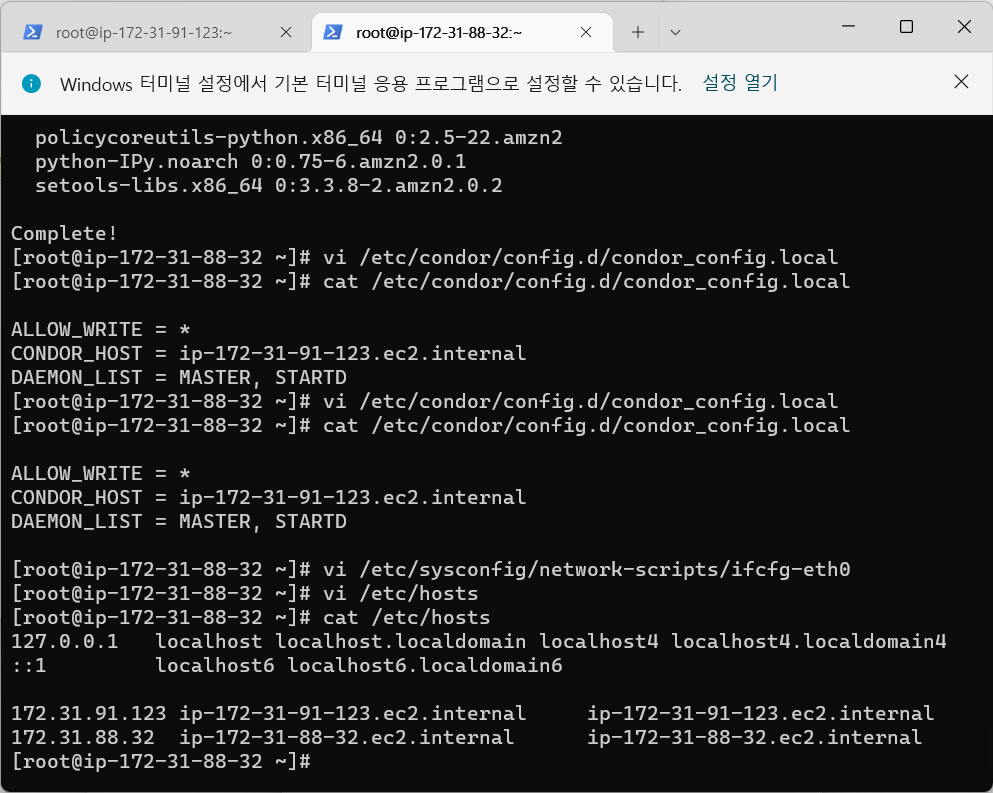 root@ip-172-31-91-123:~
root@ip-172-31-88-32:~
Windows 터미널 설정에서 기본 터미널 응용 프로그램으로 설정할 수 있습니다. 설정 열기
policycoreutils-python.x86_64 0:2.5-22.amzn2
python-IPy.noarch 0:0.75-6.amzn2.0.1
setools-libs.x86_64 0:3.3.8-2.amzn2.0.2
Complete!
[root@ip-172-31-88-32 ~]# vi /etc/condor/config.d/condor_config.local
[root@ip-172-31-88-32 ~]# cat /etc/condor/config.d/condor_config.local
ALLOW_WRITE = *
CONDOR_HOST = ip-172-31-91-123.ec2.internal
DAEMON_LIST = MASTER, STARTD
[root@ip-172-31-88-32 ~]# vi /etc/condor/config.d/condor_config.local
[root@ip-172-31-88-32 ~]# cat /etc/condor/config.d/condor_config.local
ALLOW_WRITE = *
CONDOR_HOST = ip-172-31-91-123.ec2.internal
DAEMON_LIST = MASTER, STARTD
[root@ip-172-31-88-32 ~]# vi /etc/sysconfig/network-scripts/ifcfg-eth0
[root@ip-172-31-88-32 ~]# vi /etc/hosts
[root@ip-172-31-88-32 ~]# cat /etc/hosts
127.0.0.1   localhost localhost.localdomain localhost4 localhost4.localdomain4
::1         localhost6 localhost6.localdomain6
172.31.91.123 ip-172-31-91-123.ec2.internal     ip-172-31-91-123.ec2.internal
172.31.88.32  ip-172-31-88-32.ec2.internal      ip-172-31-88-32.ec2.internal
[root@ip-172-31-88-32 ~]#